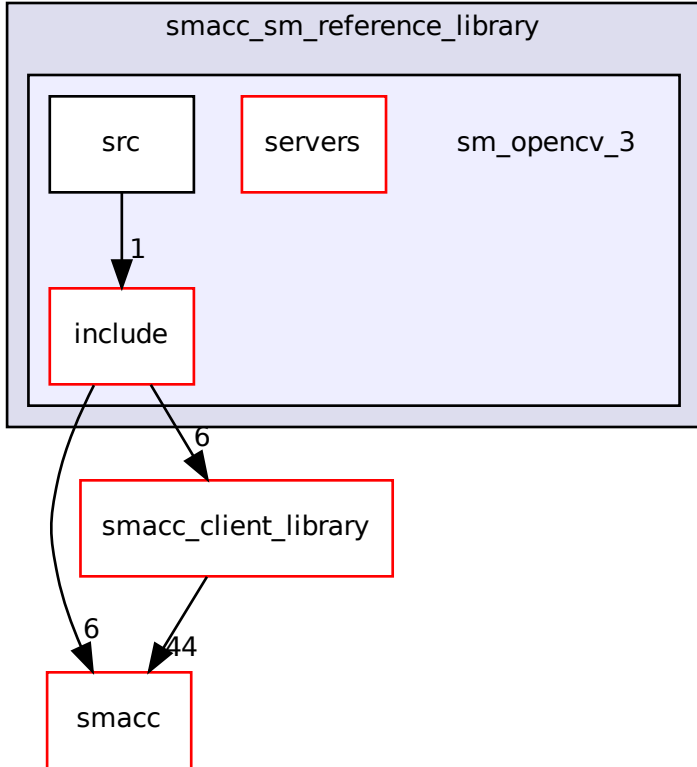 smacc_sm_reference_library
src
servers
sm_opencv_3
1
include
6
smacc_client_library
6
44
smacc